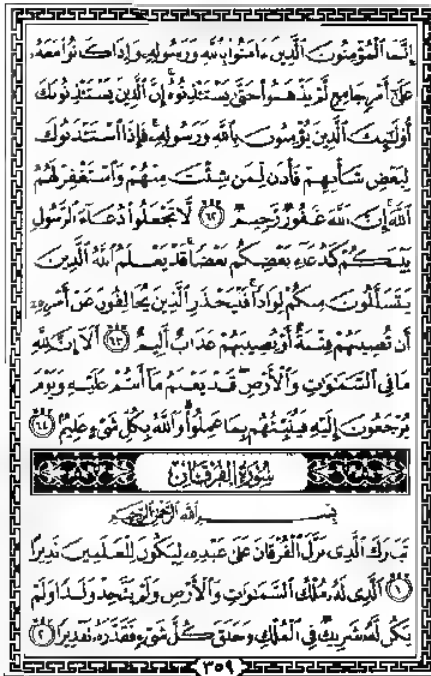 إِنَّمَا ٱلْمُؤْمِنُونَ ٱلَّذِينَ ءَامَنُوا۟ بِٱللَّهِ وَرَسُولِهِۦ وَإِذَا كَانُوا۟ مَعَهُۥ
عَلَىٰٓ أَمْرٍ جَامِعٍ لَّمْ يَذْهَبُوا۟ حَتَّىٰ يَسْتَـْٔذِنُوهُ إِنَّ ٱلَّذِينَ يَسْتَـْٔذِنُونَكَ
أُو۟لَٰٓئِكَ ٱلَّذِينَ يُؤْمِنُونَ بِٱللَّهِ وَرَسُولِهِۦ فَإِذَا ٱسْتَـْٔذَنُوكَ
لِبَعْضِ شَأْنِهِمْ فَأْذَن لِّمَن شِئْتَ مِنْهُمْ وَٱسْتَغْفِرْ لَهُمُ
ٱللَّهَ إِنَّ ٱللَّهَ غَفُورٌ رَّحِيمٌ ٦٢ لَّا تَجْعَلُوا۟ دُعَآءَ ٱلرَّسُولِ
بَيْنَكُمْ كَدُعَآءِ بَعْضِكُم بَعْضًا قَدْ يَعْلَمُ ٱللَّهُ ٱلَّذِينَ
يَتَسَلَّلُونَ مِنكُمْ لِوَاذًا فَلْيَحْذَرِ ٱلَّذِينَ يُخَالِفُونَ عَنْ أَمْرِهِۦٓ
أَن تُصِيبَهُمْ فِتْنَةٌ أَوْ يُصِيبَهُمْ عَذَابٌ أَلِيمٌ ٦٣ أَلَآ إِنَّ لِلَّهِ
مَا فِى ٱلسَّمَٰوَٰتِ وَٱلْأَرْضِ قَدْ يَعْلَمُ مَآ أَنتُمْ عَلَيْهِ وَيَوْمَ
يُرْجَعُونَ إِلَيْهِ فَيُنَبِّئُهُم بِمَا عَمِلُوا۟ وَٱللَّهُ بِكُلِّ شَىْءٍ عَلِيمٌ ٦٤
سُورَةُ الفُرْقَانِ
بِسْمِ ٱللَّهِ ٱلرَّحْمَٰنِ ٱلرَّحِيمِ
تَبَارَكَ ٱلَّذِى نَزَّلَ ٱلْفُرْقَانَ عَلَىٰ عَبْدِهِۦ لِيَكُونَ لِلْعَٰلَمِينَ نَذِيرًا
١ ٱلَّذِى لَهُۥ مُلْكُ ٱلسَّمَٰوَٰتِ وَٱلْأَرْضِ وَلَمْ يَتَّخِذْ وَلَدًا وَلَمْ
يَكُن لَّهُۥ شَرِيكٌ فِى ٱلْمُلْكِ وَخَلَقَ كُلَّ شَىْءٍ فَقَدَّرَهُۥ تَقْدِيرًا ٢
٣٥٩